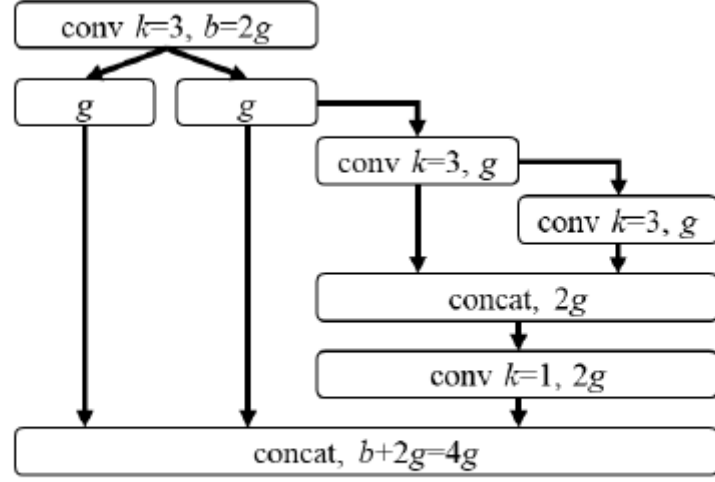 conv k=3, b=2g
g
g
conv k=3, g
conv k=3, g
concat, 2g
conv k=1, 2g
concat, b+2g=4g